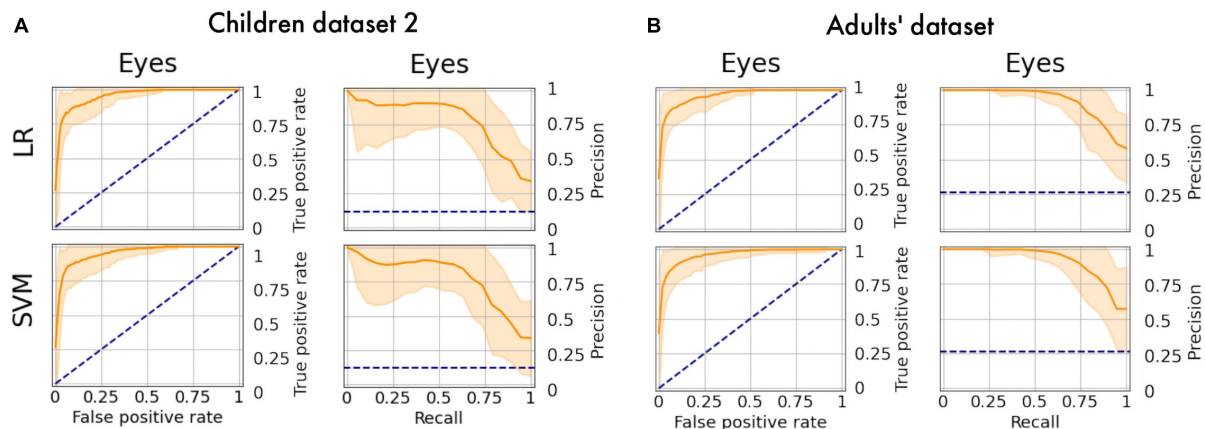 A
Children dataset 2
B
Adults' dataset
Eyes
Eyes
Eyes
Eyes
LR
1
0.75
0.5
0.25
0
True positive rate
1
0.75
0.5
0.25
0
Precision
1
0.75
0.5
0.25
0
True positive rate
1
0.75
0.5
0.25
0
Precision
SVM
1
0.75
0.5
0.25
0
True positive rate
1
0.75
0.5
0.25
0
Precision
1
0.75
0.5
0.25
0
True positive rate
1
0.75
0.5
0.25
0
Precision
0 0.25 0.5 0.75 1
False positive rate
0 0.25 0.5 0.75 1
Recall
0 0.25 0.5 0.75 1
False positive rate
0 0.25 0.5 0.75 1
Recall